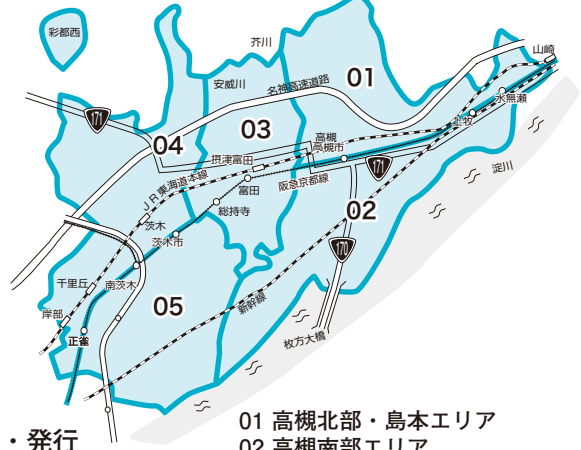 彩都西
芥川
山崎
安威川
名神高速道路
01
水無瀬
上牧
171
03
高槻
高槻市
04
摂津富田
171
淀川
JR東海道本線
富田
阪急京都線
総持寺
02
茨木
茨木市
170
千里丘
南茨木
05
新幹線
岸部
正雀
枚方大橋
01 高槻北部・島本エリア
・発行
02 高槻南部エリア